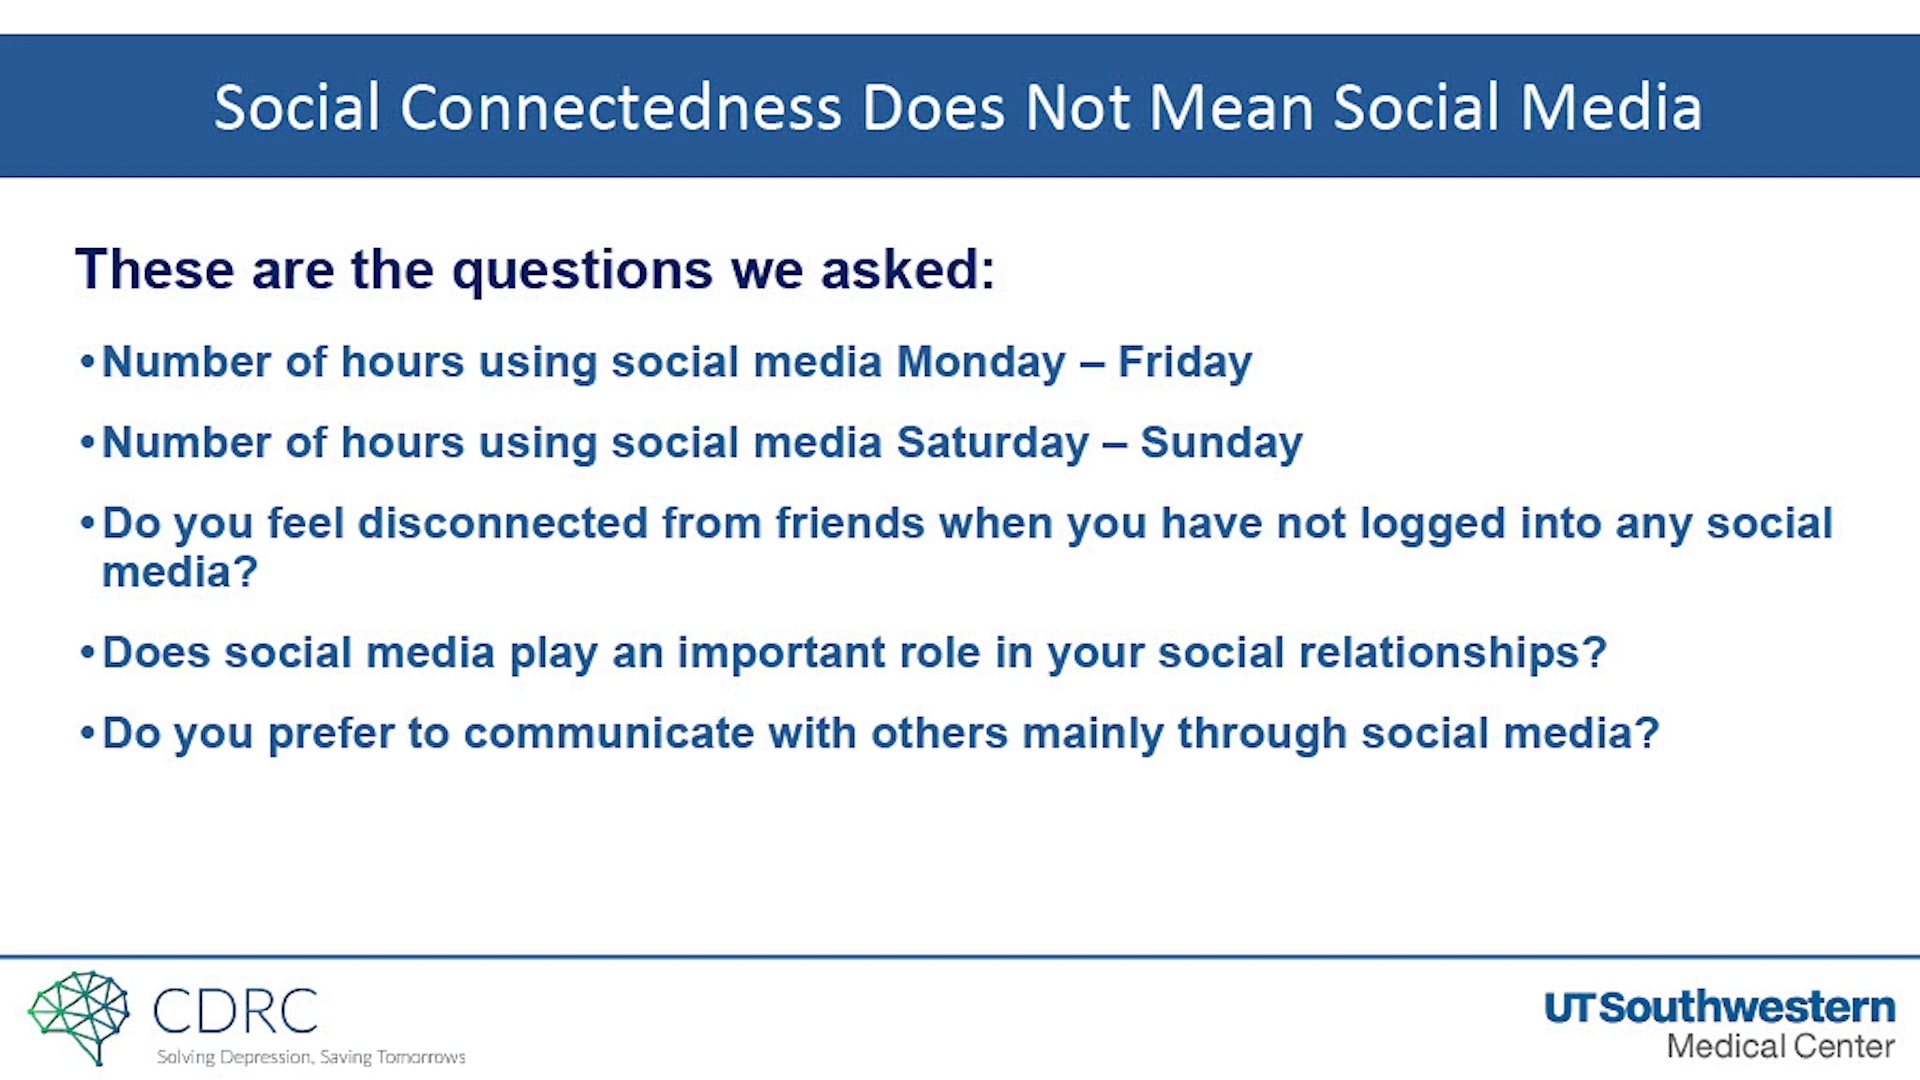 Social Connectedness Does Not Mean Social Media
These are the questions we asked:
•Number of hours using social media Monday – Friday
•Number of hours using social media Saturday – Sunday
•Do you feel disconnected from friends when you have not logged into any social
media?
•Does social media play an important role in your social relationships?
•Do you prefer to communicate with others mainly through social media?
CDRC
Solving Depression, Saving Tomorrows
UTSouthwestern
Medical Center